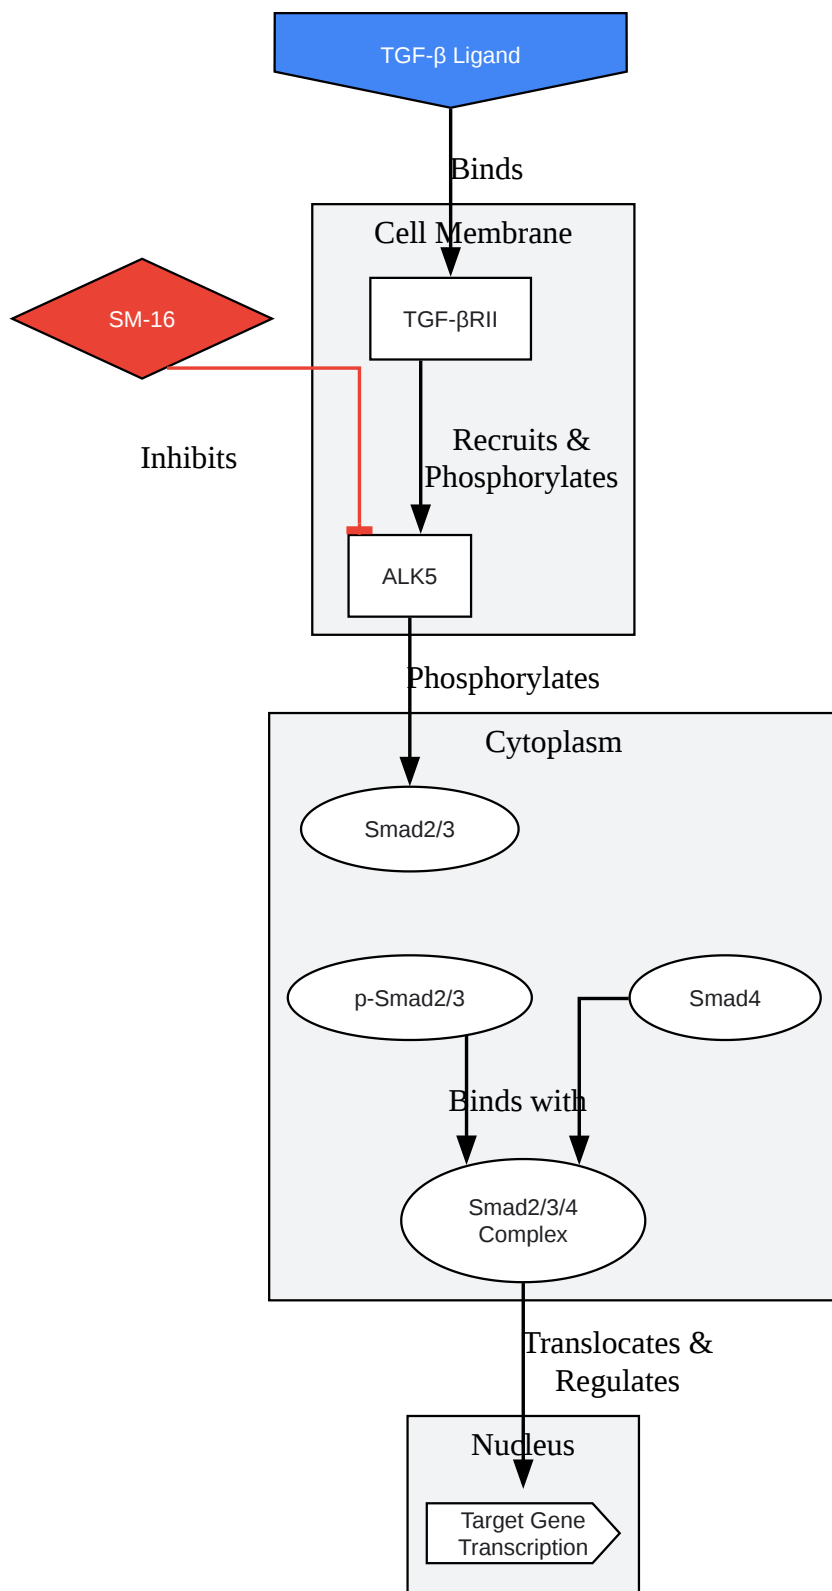 TGF-β Ligand
Binds
Cell Membrane
SM-16
TGF-βRII
Recruits &
Phosphorylates
Inhibits
ALK5
Phosphorylates
Cytoplasm
Smad2/3
p-Smad2/3
Smad4
Binds with
Smad2/3/4
Complex
Translocates &
Regulates
Nucleus
Target Gene
Transcription